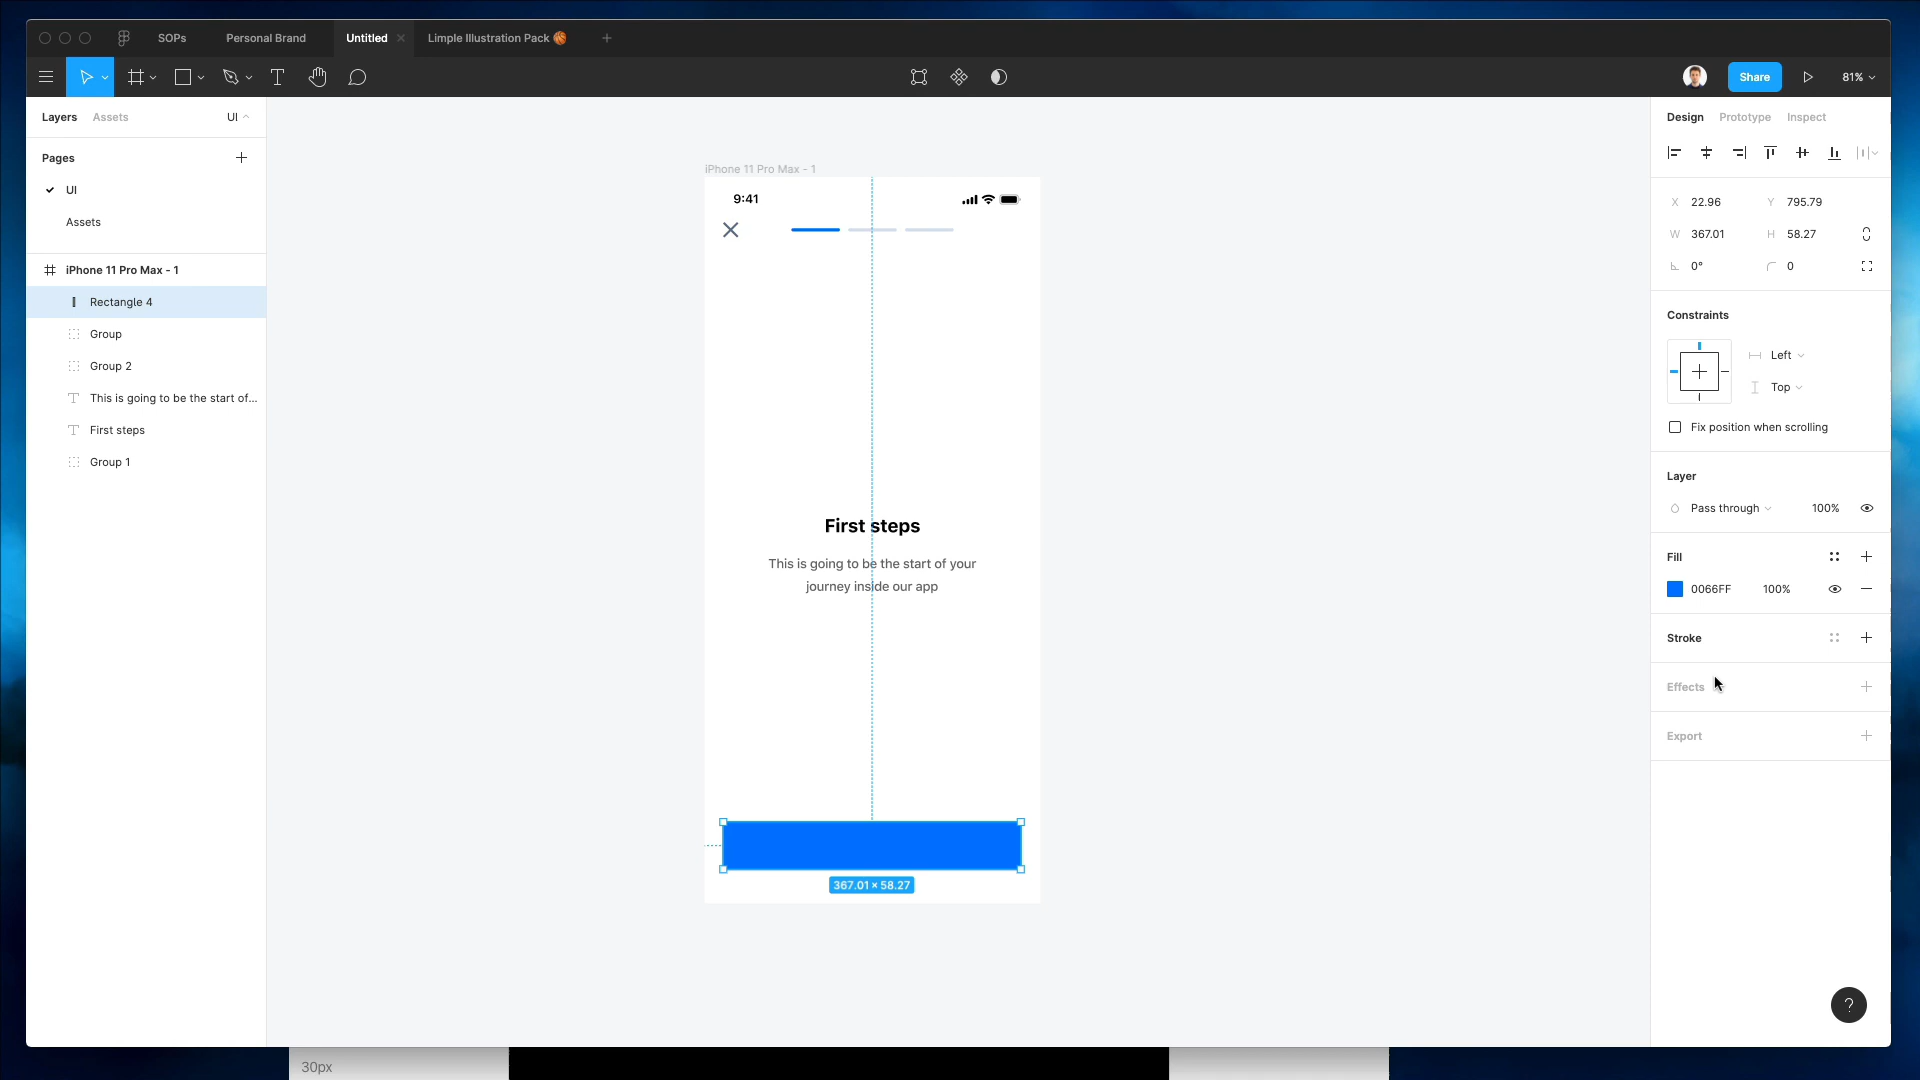 SOPs
Personal Brand
Untitled
Limple Illustration Pack 🏀
Share
81%
Layers
Assets
UI
Pages
UI
Assets
iPhone 11 Pro Max - 1
Rectangle 4
Group
Group 2
This is going to be the start of...
First steps
Group 1
iPhone 11 Pro Max - 1
9:41
First steps
This is going to be the start of your
journey inside our app
367.01 × 58.27
Design
Prototype
Inspect
X 22.96
Y 795.79
W 367.01
H 58.27
0°
0
Constraints
Left
Top
Fix position when scrolling
Layer
Pass through
100%
Fill
0066FF
100%
Stroke
Effects
Export
?
30px